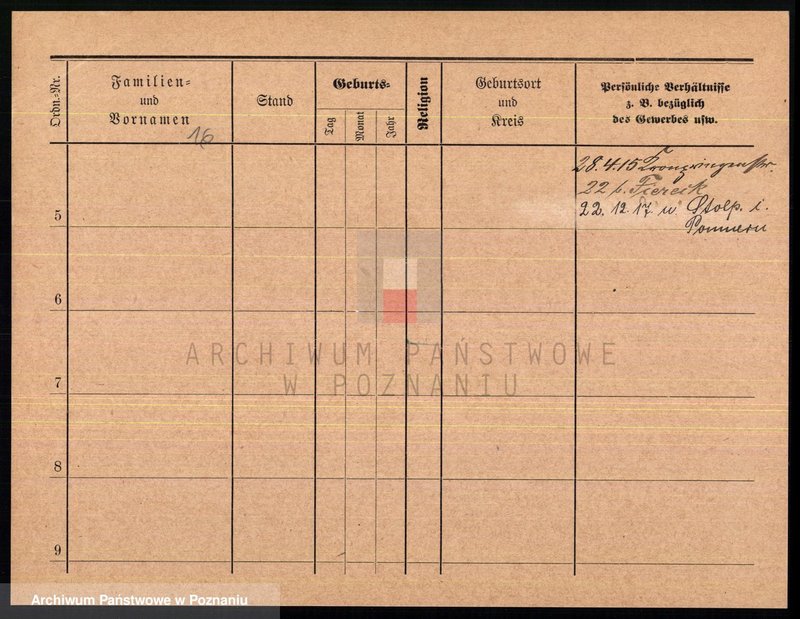 Ordn.-Nr.
Familien-
und
Vornamen
16
Stand
Geburts-
Tag
Monat
Jahr
Religion
Geburtsort
und
Kreis
Persönliche Verhältnisse
z. B. bezüglich
des Gewerbes usw.
28.4.15 Kronprinzenstr.
22 b. Fiercik
22. 12. 17. n Stolp. i.
Pommern
5
6
7
8
9
ARCHIWUM PAŃSTWOWE
W POZNANIU
Archiwum Państwowe w Poznaniu